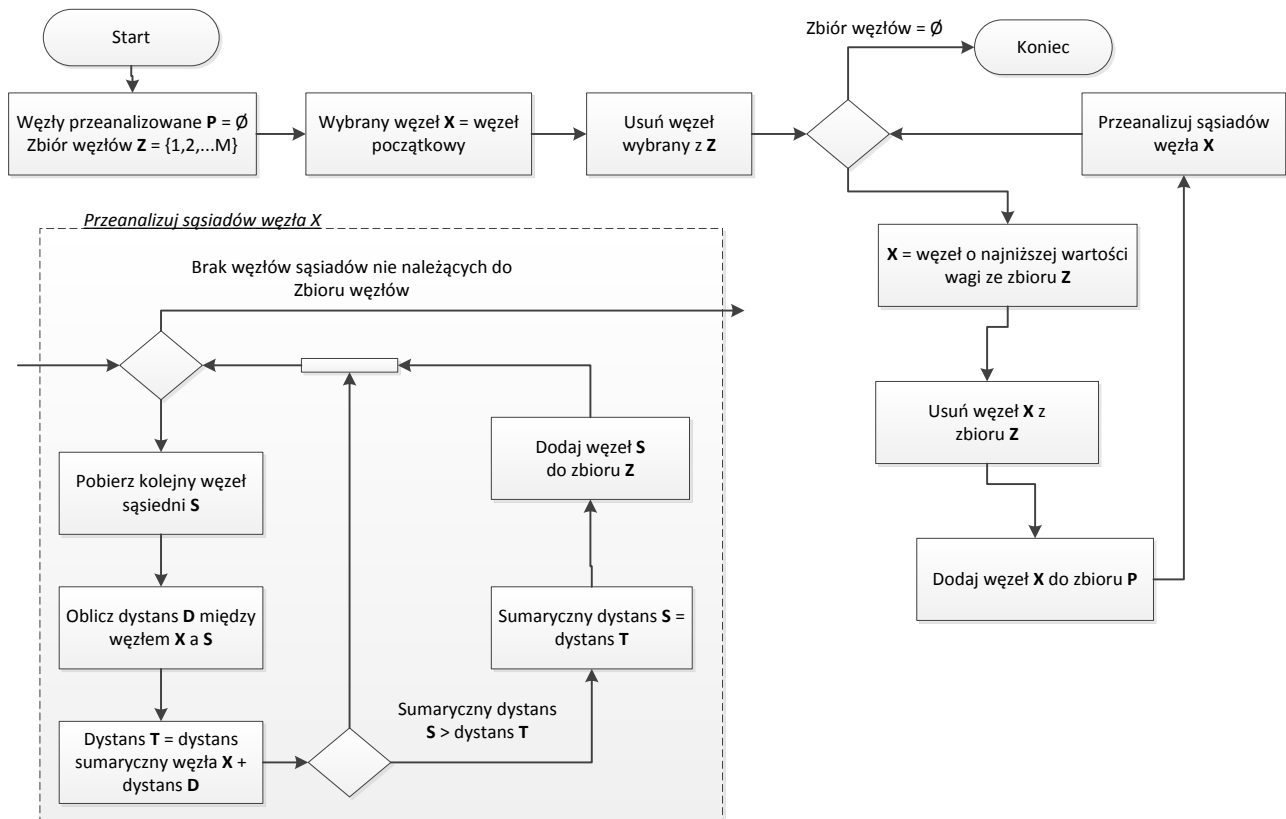 Start
Zbiór węzłów = Ø
Koniec
Węzły przeanalizowane P = Ø
Zbiór węzłów Z = {1,2,...M}
Wybrany węzeł X = węzeł
początkowy
Usuń węzeł
wybrany z Z
Przeanalizuj sąsiadów
węzła X
Przeanalizuj sąsiadów węzła X
Brak węzłów sąsiadów nie należących do
Zbioru węzłów
X = węzeł o najniższej wartości
wagi ze zbioru Z
Usuń węzeł X z
zbioru Z
Dodaj węzeł S
do zbioru Z
Pobierz kolejny węzeł
sąsiedni S
Dodaj węzeł X do zbioru P
Oblicz dystans D między
węzłem X a S
Sumaryczny dystans S =
dystans T
Sumaryczny dystans
S > dystans T
Dystans T = dystans
sumaryczny węzła X +
dystans D